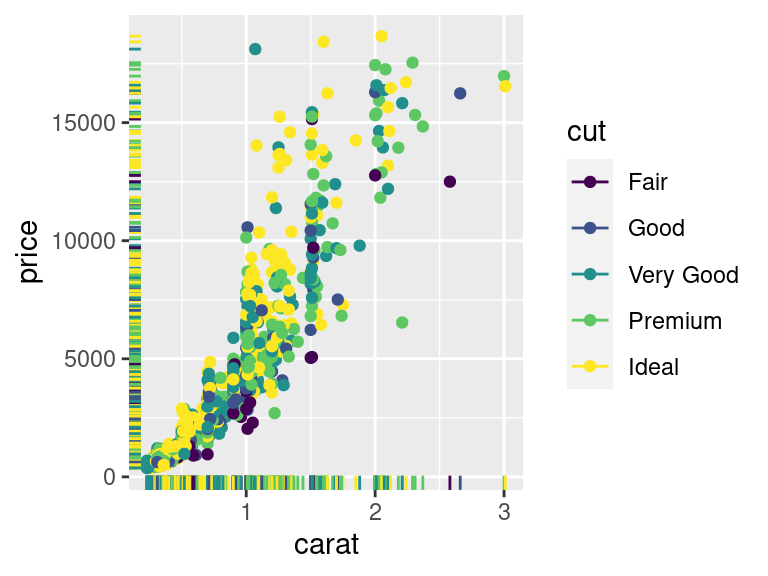 15000
10000
5000
0
price
1 2 3
carat
cut
Fair
Good
Very Good
Premium
Ideal